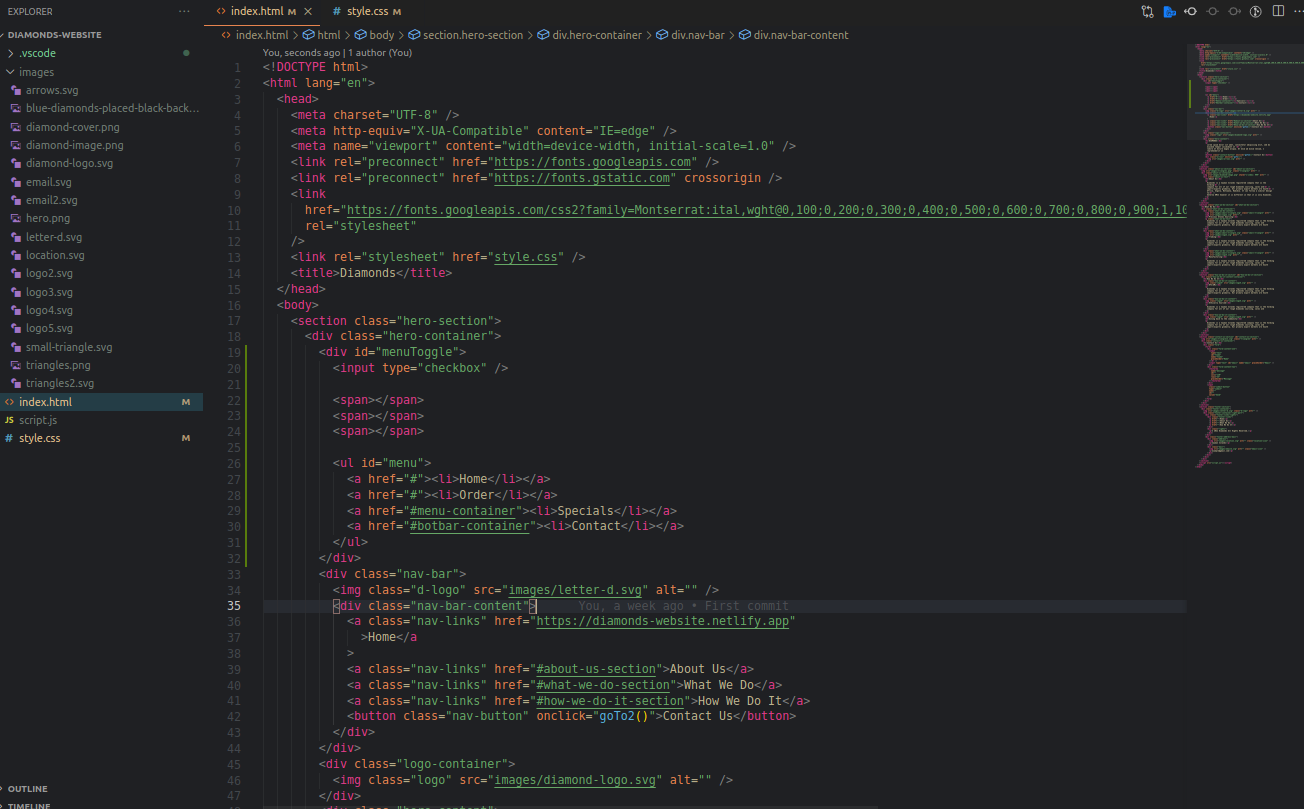 EXPLORER
index.html M
style.css M
DIAMONDS-WEBSITE
index.html > html > body > section.hero-section > div.hero-container > div.nav-bar > div.nav-bar-content
.vscode
images
arrows.svg
blue-diamonds-placed-black-back...
diamond-cover.png
diamond-image.png
diamond-logo.svg
email.svg
email2.svg
hero.png
letter-d.svg
location.svg
logo2.svg
logo3.svg
logo4.svg
logo5.svg
small-triangle.svg
triangles.png
triangles2.svg
index.html M
JS script.js
# style.css M
OUTLINE
TIMELINE
You, seconds ago | 1 author (You)
1 <!DOCTYPE html>
2 <html lang="en">
3 <head>
4 <meta charset="UTF-8" />
5 <meta http-equiv="X-UA-Compatible" content="IE=edge" />
6 <meta name="viewport" content="width=device-width, initial-scale=1.0" />
7 <link rel="preconnect" href="https://fonts.googleapis.com" />
8 <link rel="preconnect" href="https://fonts.gstatic.com" crossorigin />
9 <link
10 href="https://fonts.googleapis.com/css2?family=Montserrat:ital,wght@0,100;0,200;0,300;0,400;0,500;0,600;0,700;0,800;0,900;1,10
11 rel="stylesheet"
12 />
13 <link rel="stylesheet" href="style.css" />
14 <title>Diamonds</title>
15 </head>
16 <body>
17 <section class="hero-section">
18 <div class="hero-container">
19 <div id="menuToggle">
20 <input type="checkbox" />
21
22 <span></span>
23 <span></span>
24 <span></span>
25
26 <ul id="menu">
27 <a href="#"><li>Home</li></a>
28 <a href="#"><li>Order</li></a>
29 <a href="#menu-container"><li>Specials</li></a>
30 <a href="#botbar-container"><li>Contact</li></a>
31 </ul>
32 </div>
33 <div class="nav-bar">
34 <img class="d-logo" src="images/letter-d.svg" alt="" />
35 <div class="nav-bar-content"> You, a week ago • First commit
36 <a class="nav-links" href="https://diamonds-website.netlify.app"
37 >Home</a
38 >
39 <a class="nav-links" href="#about-us-section">About Us</a>
40 <a class="nav-links" href="#what-we-do-section">What We Do</a>
41 <a class="nav-links" href="#how-we-do-it-section">How We Do It</a>
42 <button class="nav-button" onclick="goTo2()">Contact Us</button>
43 </div>
44 </div>
45 <div class="logo-container">
46 <img class="logo" src="images/diamond-logo.svg" alt="" />
47 </div>